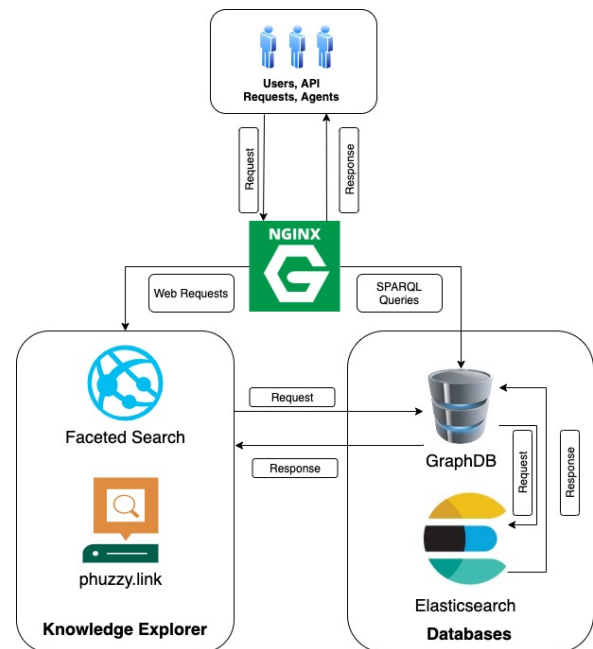 Users, API
Requests, Agents
Request
Response
NGINX
Web Requests
SPARQL
Queries
Faceted Search
Request
Response
GraphDB
Request
Response
phuzzy.link
Elasticsearch
Knowledge Explorer
Databases